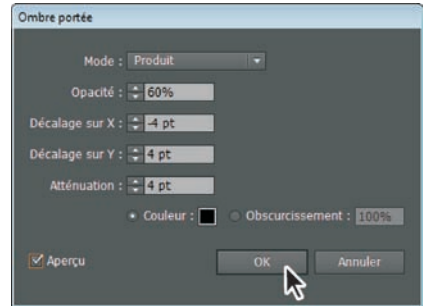 Ombre portée
Mode : Produit
Opacité : 60%
Décalage sur X : -4 pt
Décalage sur Y : 4 pt
Atténuation : 4 pt
Couleur : Obscurcissement : 100%
Aperçu OK Annuler